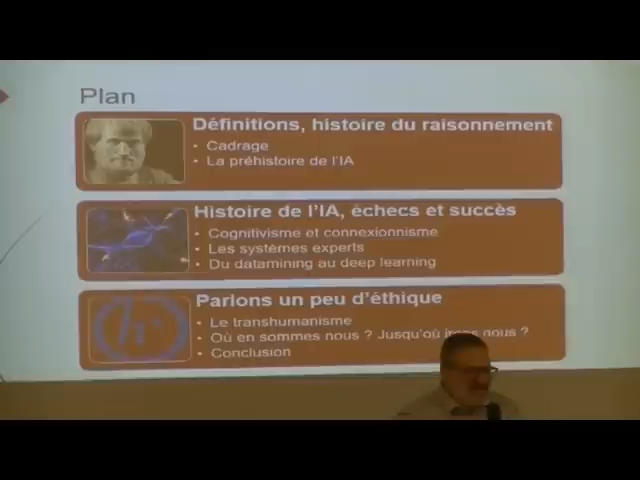 Plan
Définitions, histoire du raisonnement
• Cadrage
• La préhistoire de l'IA
Histoire de l'IA, échecs et succès
• Cognitivisme et connexionnisme
• Les systèmes experts
• Du datamining au deep learning
Parlons un peu d'éthique
• Le transhumanisme
• Où en sommes nous ? Jusqu'où irons nous ?
• Conclusion
h+